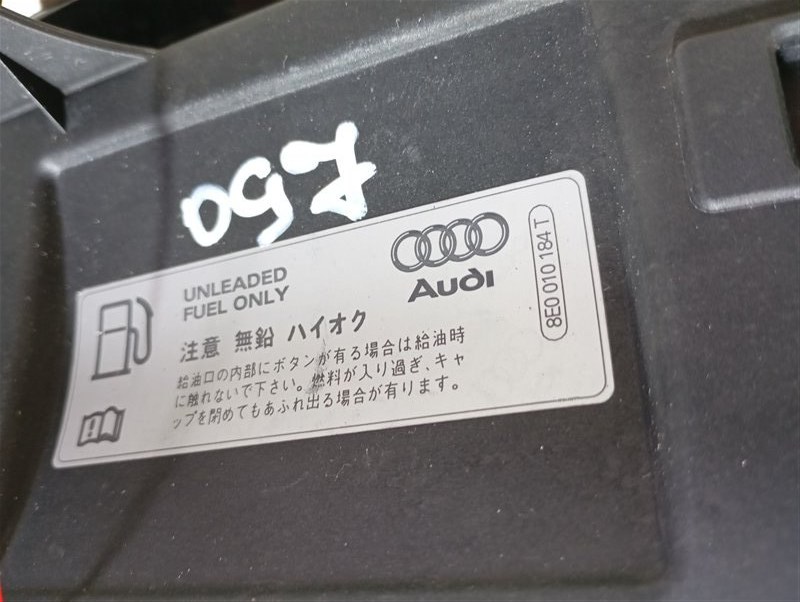 UNLEADED
FUEL ONLY
Audi
8E0 010 184 T
注意 無鉛 ハイオク
給油口の内部にボタンが有る場合は給油時
に触れないで下さい。燃料が入り過ぎ、キャ
ップを閉めてもあふれ出る場合が有ります。